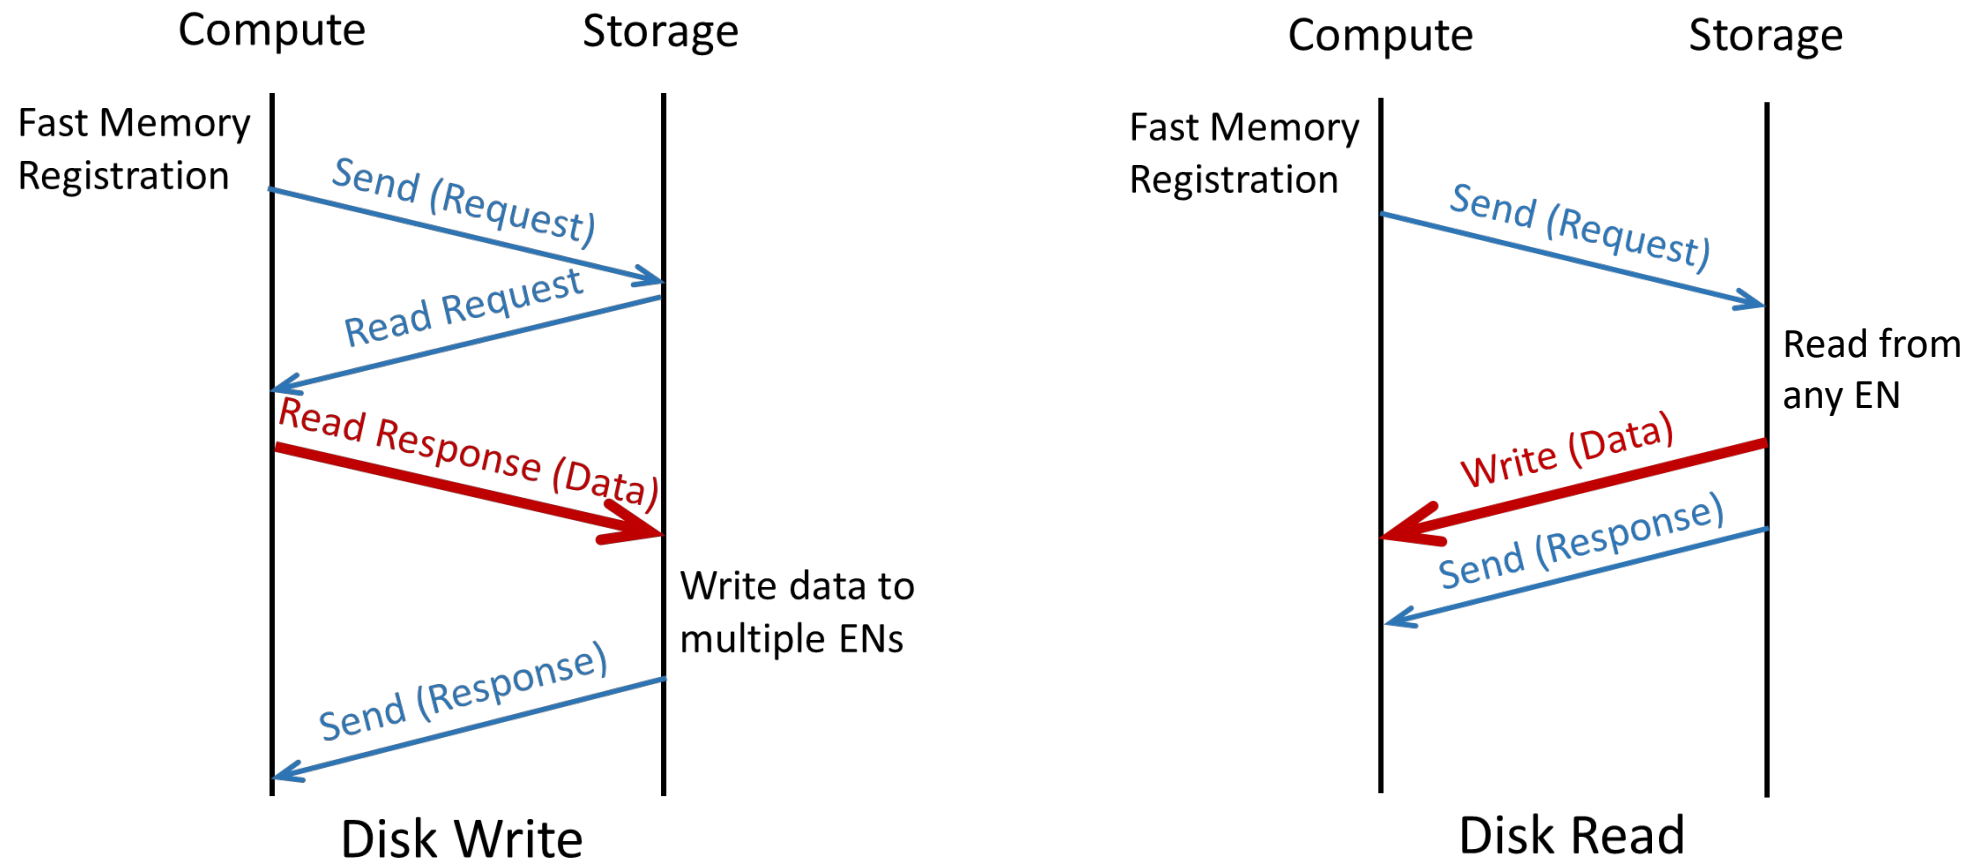 Compute
Storage
Fast Memory
Registration
Send (Request)
Read Request
Read Response (Data)
Write data to
multiple ENs
Send (Response)
Disk Write
Compute
Storage
Fast Memory
Registration
Send (Request)
Read from
any EN
Write (Data)
Send (Response)
Disk Read